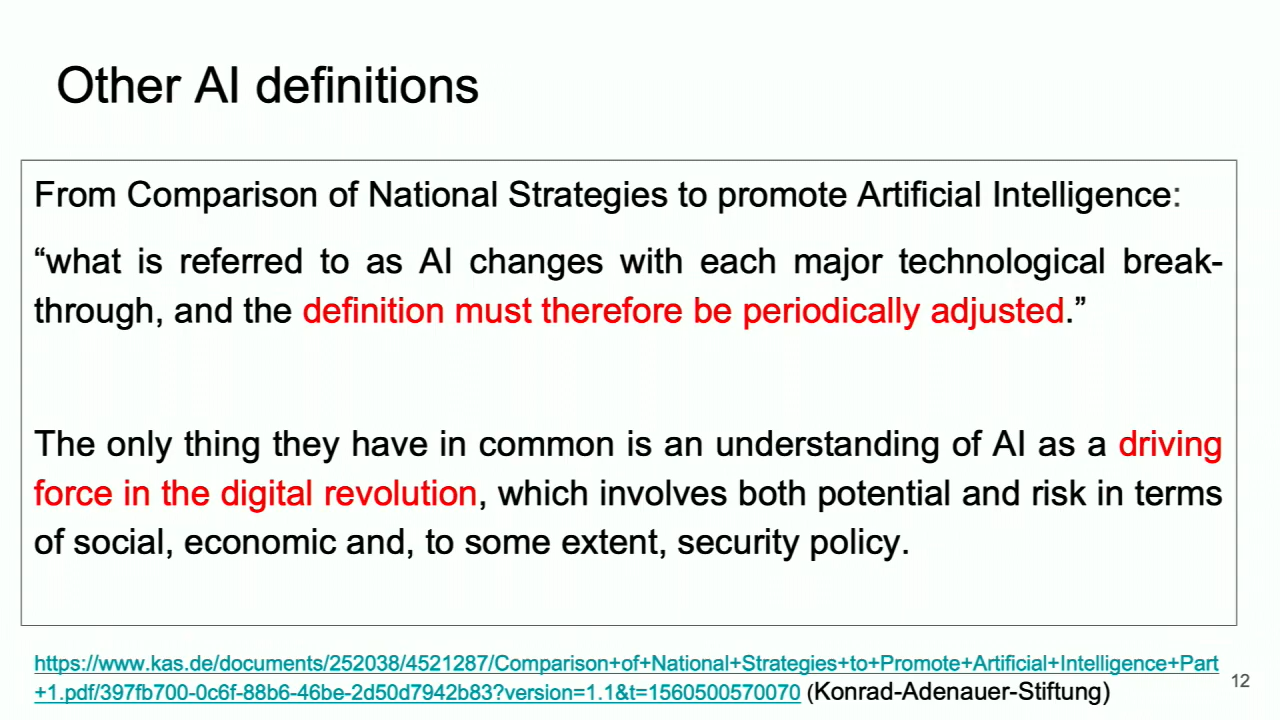 Other AI definitions
From Comparison of National Strategies to promote Artificial Intelligence:
“what is referred to as AI changes with each major technological break-
through, and the definition must therefore be periodically adjusted.”
The only thing they have in common is an understanding of AI as a driving
force in the digital revolution, which involves both potential and risk in terms
of social, economic and, to some extent, security policy.
https://www.kas.de/documents/252038/4521287/Comparison+of+National+Strategies+to+Promote+Artificial+Intelligence+Part
+1.pdf/397fb700-0c6f-88b6-46be-2d50d7942b83?version=1.1&t=1560500570070 (Konrad-Adenauer-Stiftung)
12